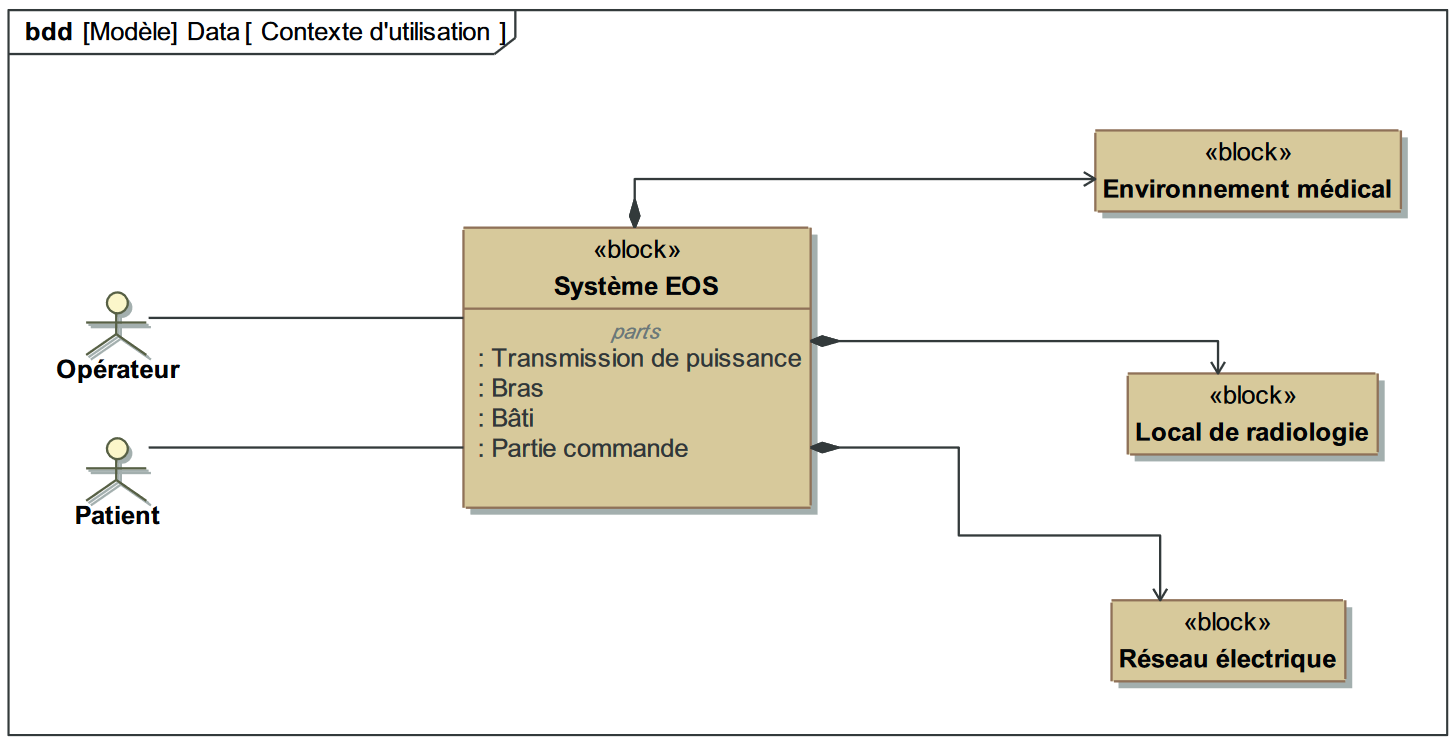 bdd [Modèle] Data [ Contexte d'utilisation ]
«block»
Environnement médical
«block»
Système EOS
parts
: Transmission de puissance
: Bras
: Bâti
: Partie commande
Opérateur
Patient
«block»
Local de radiologie
«block»
Réseau électrique